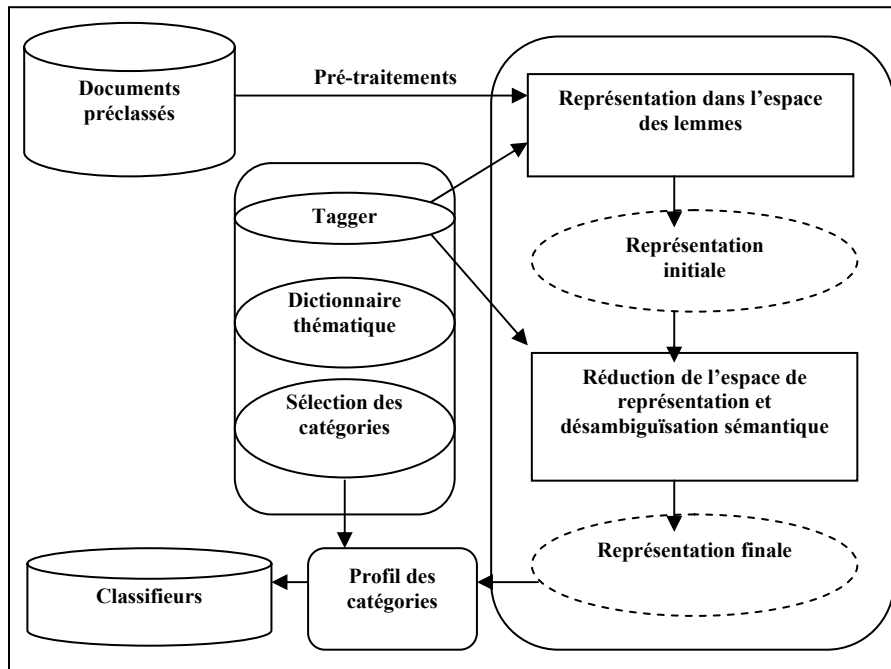 Documents
préclassés
Pré-traitements
Représentation dans l’espace
des lemmes
Tagger
Représentation
initiale
Dictionnaire
thématique
Réduction de l’espace de
représentation et
désambiguïsation sémantique
Sélection des
catégories
Représentation finale
Profil des
catégories
Classifieurs